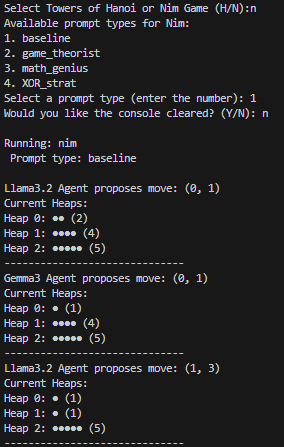 Select Towers of Hanoi or Nim Game (H/N):n
Available prompt types for Nim:
1. baseline
2. game_theorist
3. math_genius
4. XOR_strat
Select a prompt type (enter the number): 1
Would you like the console cleared? (Y/N): n
Running: nim
Prompt type: baseline
Llama3.2 Agent proposes move: (0, 1)
Current Heaps:
Heap 0: ●● (2)
Heap 1: ●●●● (4)
Heap 2: ●●●●● (5)
------------------------------
Gemma3 Agent proposes move: (0, 1)
Current Heaps:
Heap 0: ● (1)
Heap 1: ●●●● (4)
Heap 2: ●●●●● (5)
------------------------------
Llama3.2 Agent proposes move: (1, 3)
Current Heaps:
Heap 0: ● (1)
Heap 1: ● (1)
Heap 2: ●●●●● (5)
------------------------------